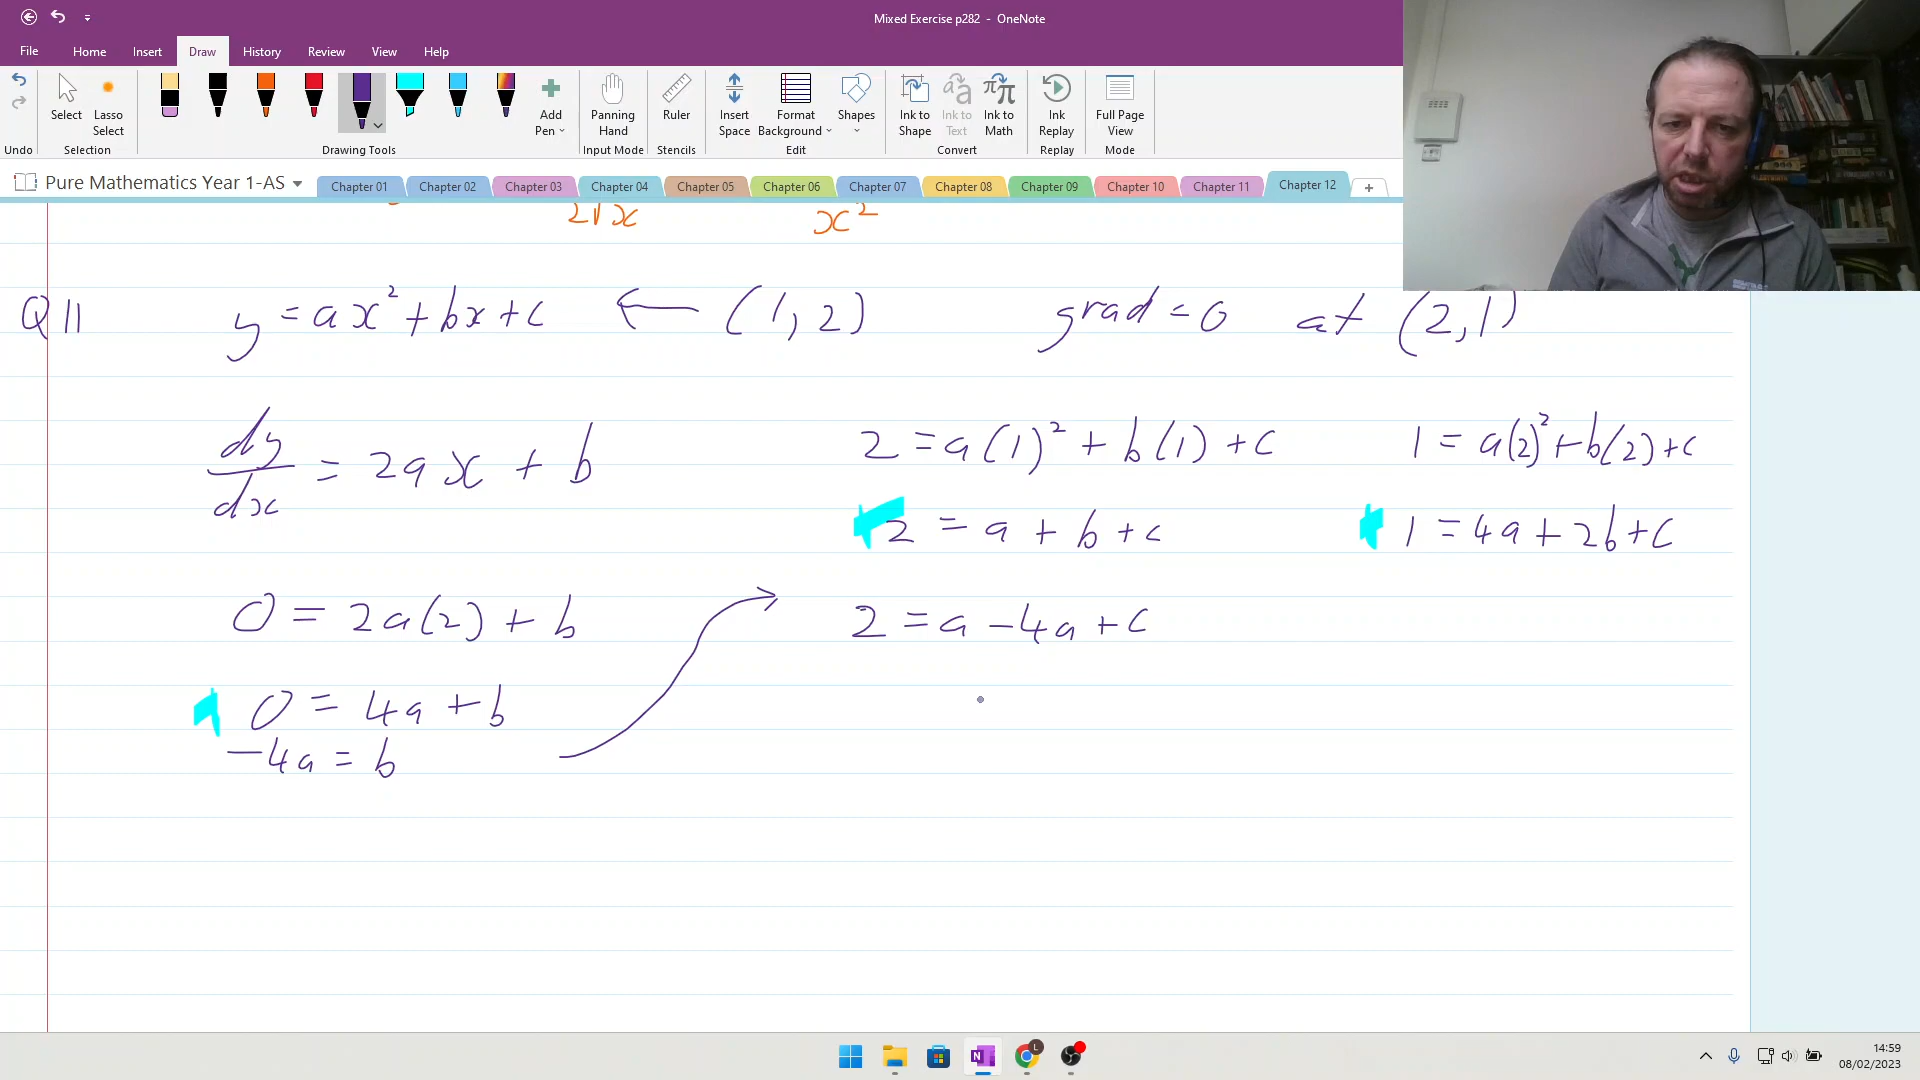 Mixed Exercise p282 - OneNote
File Home Insert Draw History Review View Help
Undo
Select
Lasso Select
Selection
Drawing Tools
Add Pen
Panning Hand
Input Mode
Ruler
Stencils
Insert Space
Format Background
Shapes
Edit
Ink to Shape
Ink to Text
Ink to Math
Convert
Ink Replay
Replay
Full Page View
Mode
Pure Mathematics Year 1-AS
Chapter 01 Chapter 02 Chapter 03 Chapter 04 Chapter 05 Chapter 06 Chapter 07 Chapter 08 Chapter 09 Chapter 10 Chapter 11 Chapter 12 +
2√x x²
Q11 y = ax² + bx + c ← (1, 2) grad = 0 at (2, 1)
dy/dx = 2ax + b
2 = a(1)² + b(1) + c
1 = a(2)² + b(2) + c
2 = a + b + c
1 = 4a + 2b + c
0 = 2a(2) + b
2 = a - 4a + c
0 = 4a + b
-4a = b
L
14:59
08/02/2023